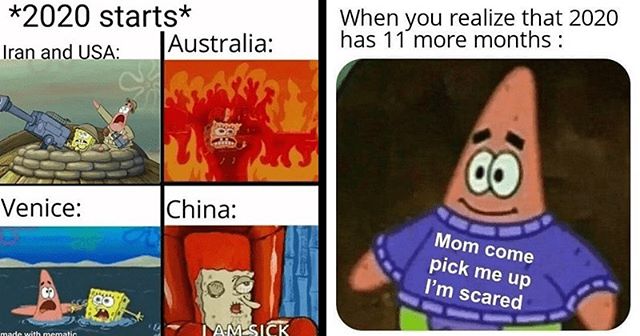 *2020 starts*
Iran and USA:
Australia:
Venice:
China:
made with mematic
I AM SICK
When you realize that 2020
has 11 more months :
Mom come
pick me up
I'm scared